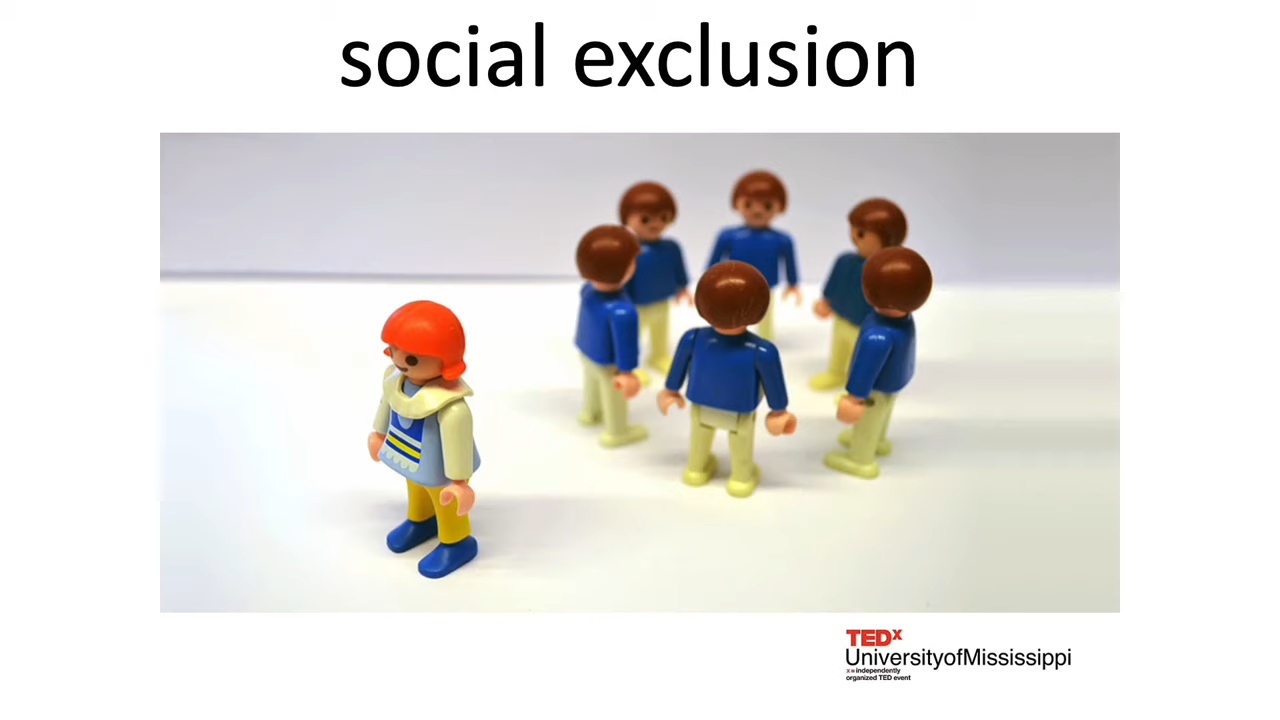 social exclusion
TEDx
UniversityofMississippi
x = independently
organized TED event